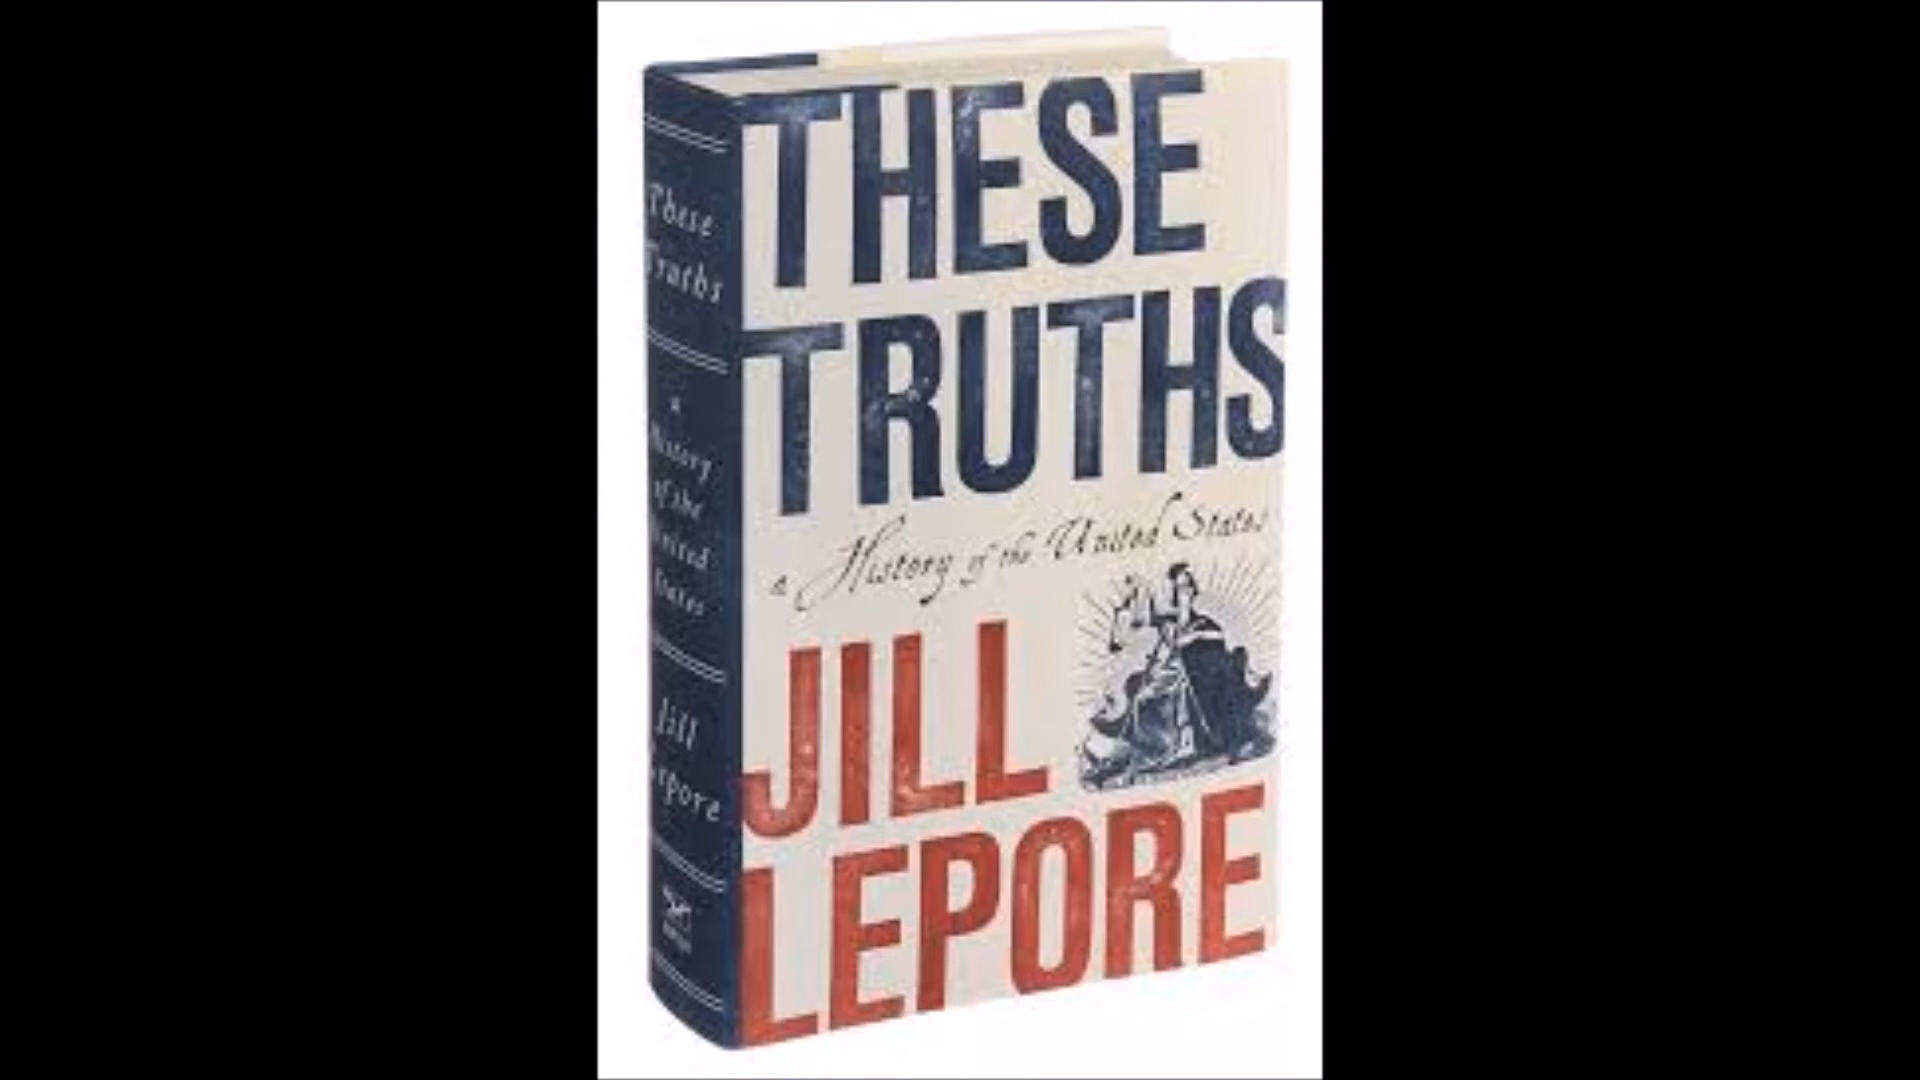 THESE
TRUTHS
a History of the United States
JILL
LEPORE
These
Truths
a
History
of the
United
States
Jill
Lepore